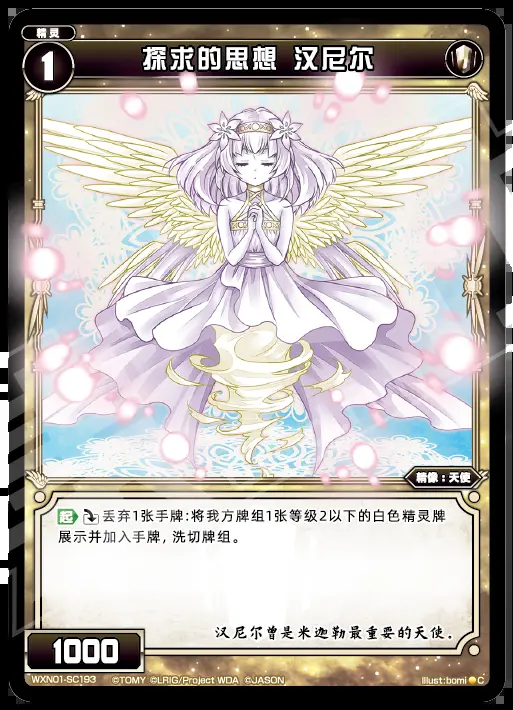 精灵
1
探求的思想 汉尼尔
精像:天使
起 丢弃1张手牌:将我方牌组1张等级2以下的白色精灵牌
展示并加入手牌, 洗切牌组。
汉尼尔曾是米迦勒最重要的天使.
1000
WXN01-SC193 ©TOMY ©LRIG/Project WDA ©JASON Illust:bomi C